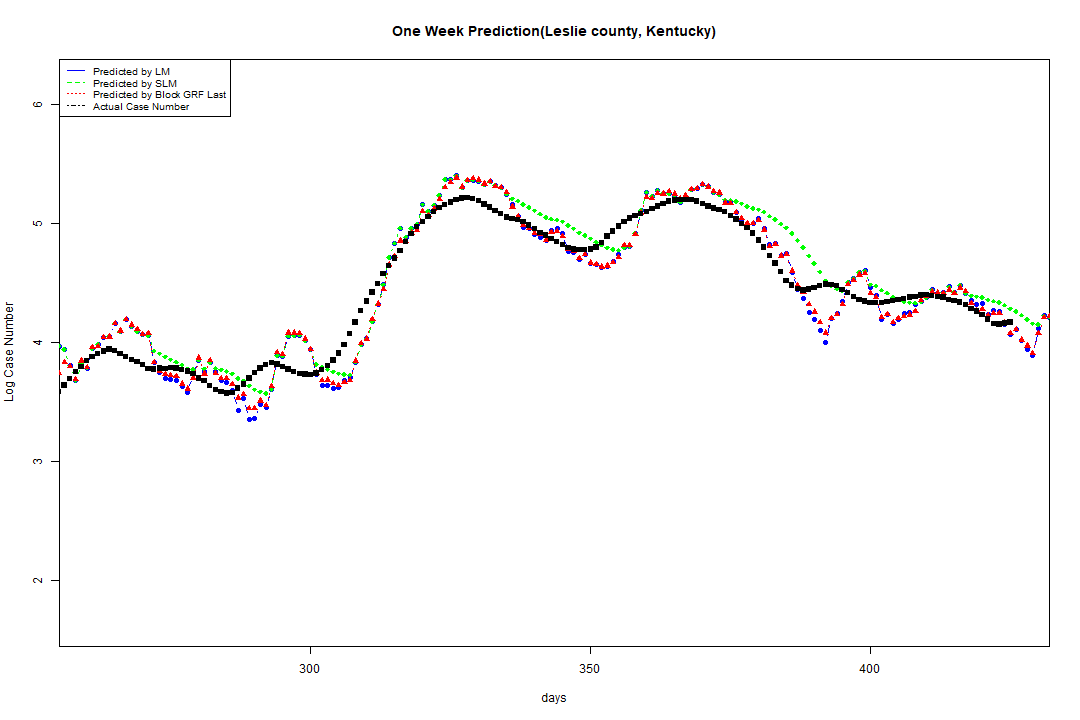 One Week Prediction(Leslie county, Kentucky)
Predicted by LM
Predicted by SLM
Predicted by Block GRF Last
Actual Case Number
6
5
4
3
2
Log Case Number
300 350 400
days